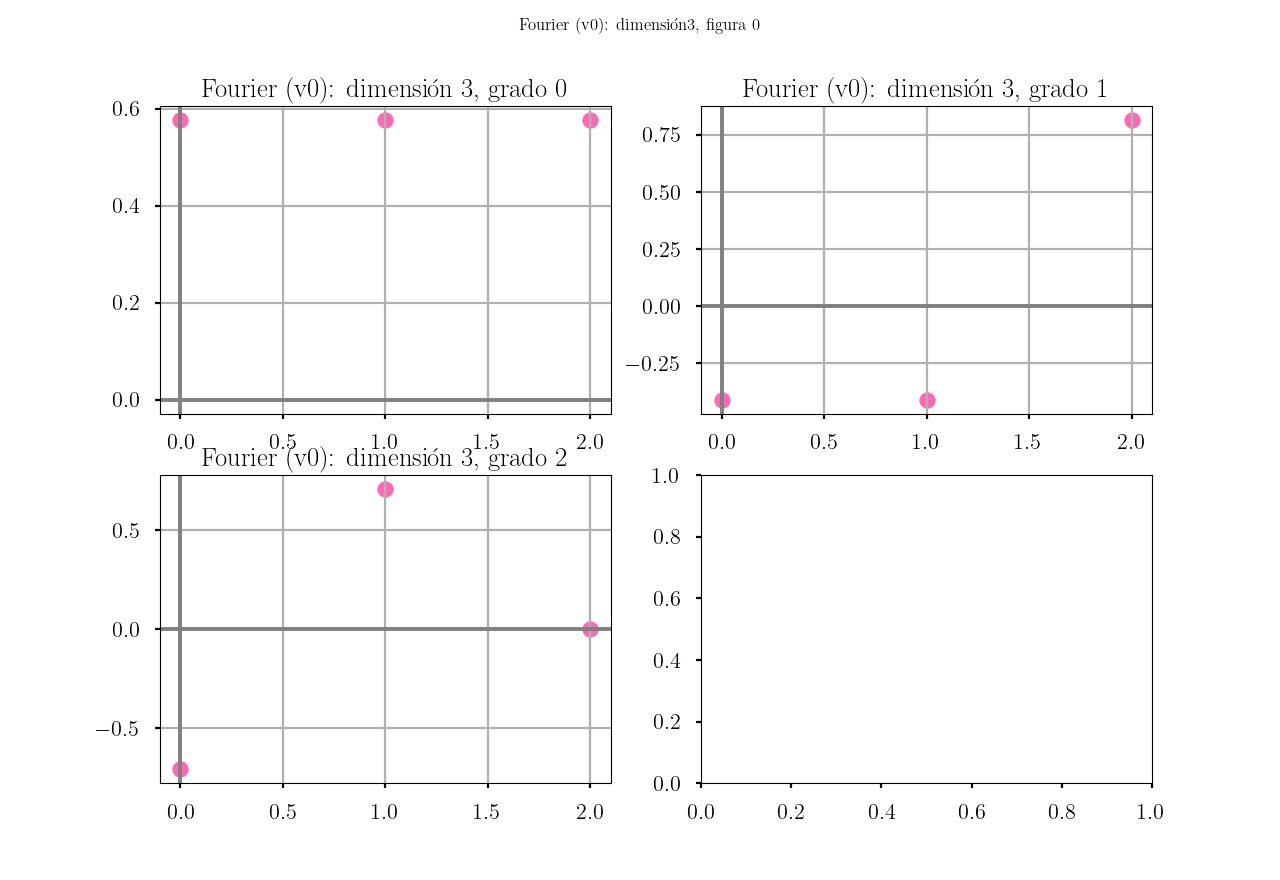 Fourier (v0): dimensión3, figura 0
Fourier (v0): dimensión 3, grado 0
0.6
0.4
0.2
0.0
0.0 0.5 1.0 1.5 2.0
Fourier (v0): dimensión 3, grado 1
0.75
0.50
0.25
0.00
−0.25
0.0 0.5 1.0 1.5 2.0
Fourier (v0): dimensión 3, grado 2
0.5
0.0
−0.5
0.0 0.5 1.0 1.5 2.0
1.0
0.8
0.6
0.4
0.2
0.0
0.0 0.2 0.4 0.6 0.8 1.0